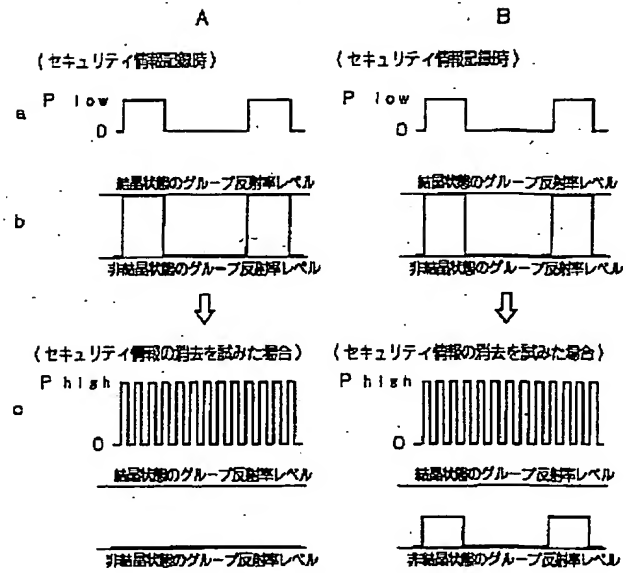 A B
(セキュリティ情報記録時) (セキュリティ情報記録時)
a P low P low
0 0
結晶状態のグループ反射率レベル 結晶状態のグループ反射率レベル
b
非結晶状態のグループ反射率レベル 非結晶状態のグループ反射率レベル
(セキュリティ情報の消去を試みた場合) (セキュリティ情報の消去を試みた場合)
P high P high
c
0 0
結晶状態のグループ反射率レベル 結晶状態のグループ反射率レベル
非結晶状態のグループ反射率レベル 非結晶状態のグループ反射率レベル